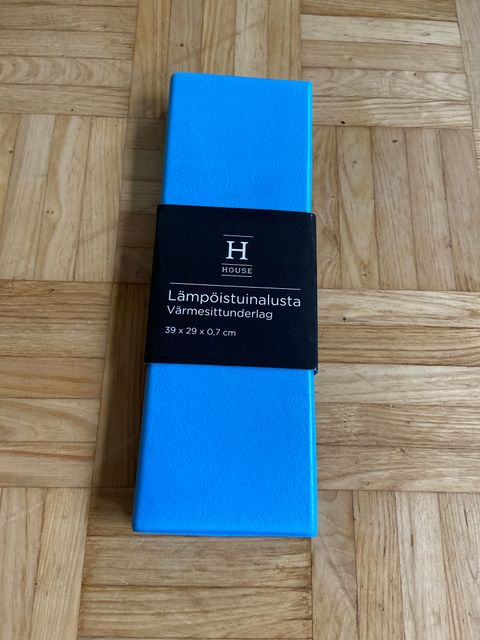 H
HOUSE
Lämpöistuinalusta
Värmesittunderlag
39 x 29 x 0,7 cm